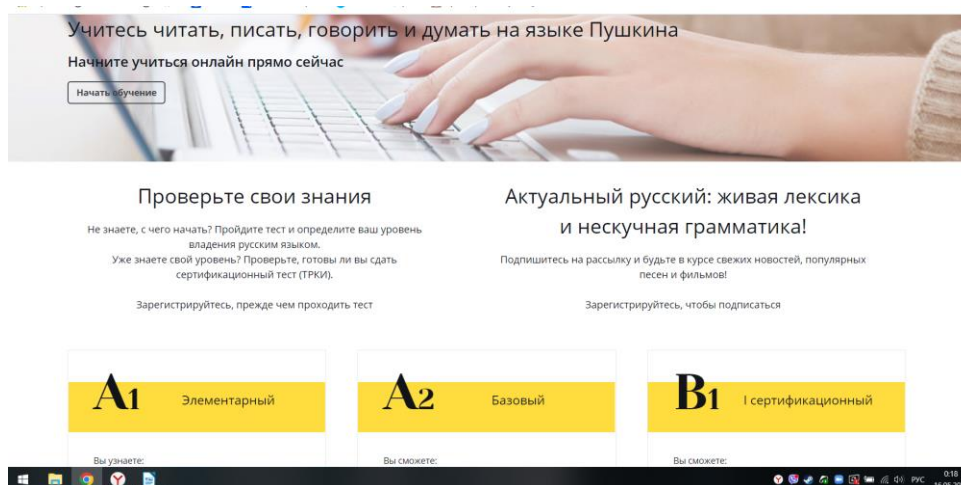 Учитесь читать, писать, говорить и думать на языке Пушкина
Начните учиться онлайн прямо сейчас
Начать обучение
Проверьте свои знания
Не знаете, с чего начать? Пройдите тест и определите ваш уровень
владения русским языком.
Уже знаете свой уровень? Проверьте, готовы ли вы сдать
сертификационный тест (ТРКИ).
Зарегистрируйтесь, прежде чем проходить тест
Актуальный русский: живая лексика
и нескучная грамматика!
Подпишитесь на рассылку и будьте в курсе свежих новостей, популярных
песен и фильмов!
Зарегистрируйтесь, чтобы подписаться
A1 Элементарный
Вы узнаете:
A2 Базовый
Вы сможете:
B1 I сертификационный
Вы сможете:
РУС
0:18